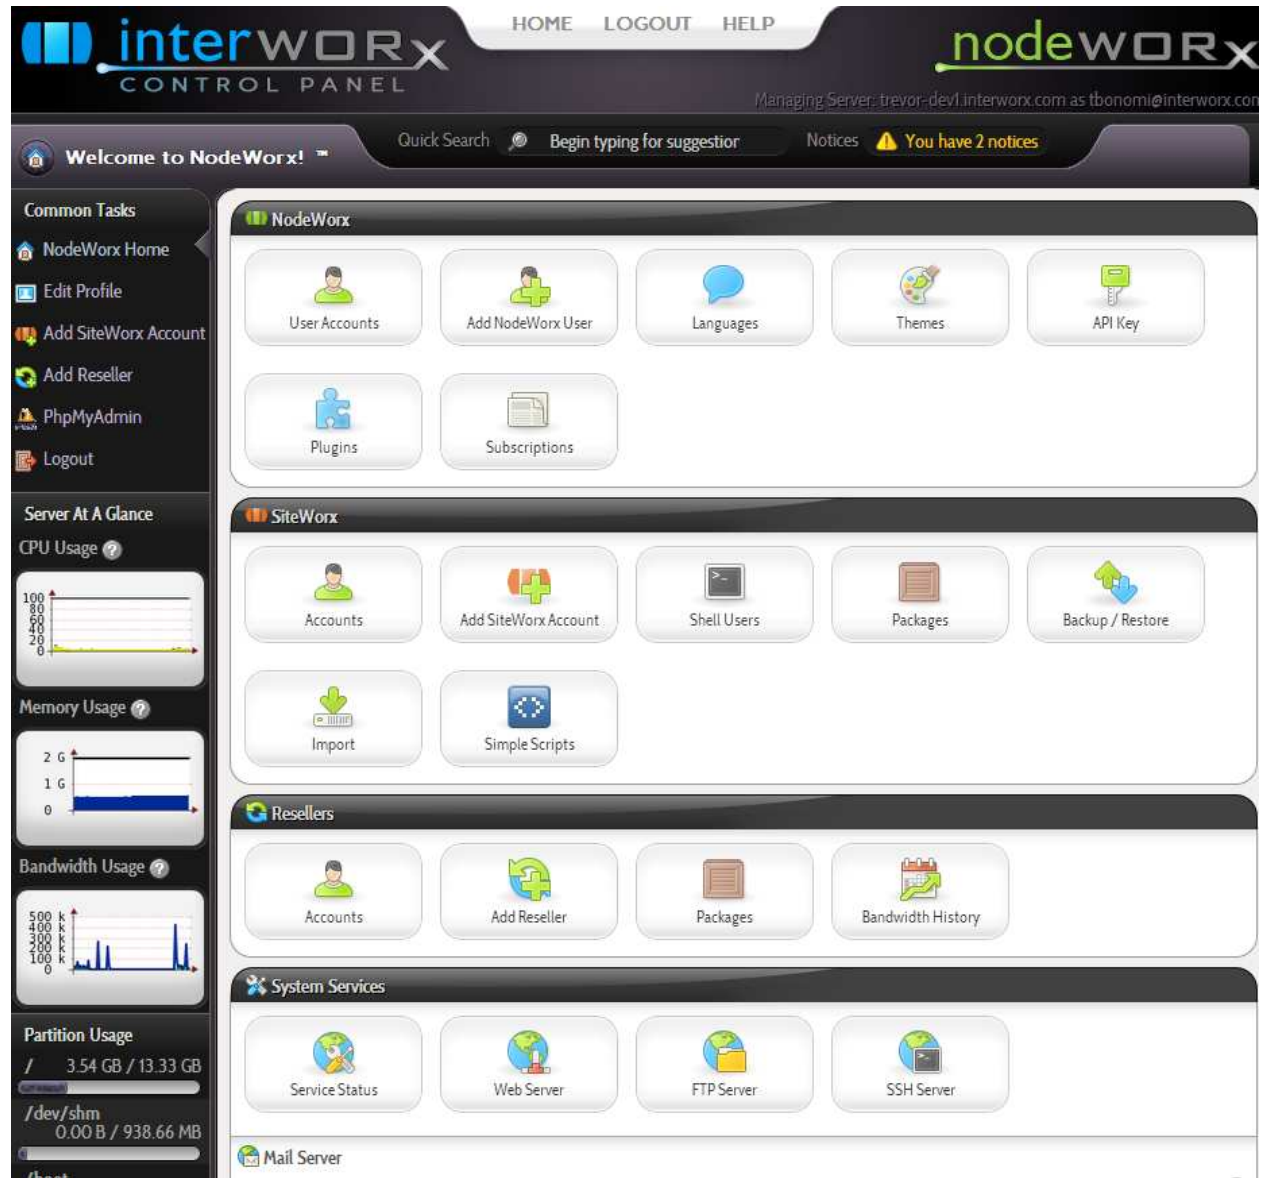 HOME LOGOUT HELP
interworx
CONTROL PANEL
nodeworx
Managing Server: trevor-dev1.interworx.com as tbonomi@interworx.con
Welcome to NodeWorx! ™
Quick Search Begin typing for suggestior Notices You have 2 notices
Common Tasks
NodeWorx Home
Edit Profile
Add SiteWorx Account
Add Reseller
PhpMyAdmin
Logout
Server At A Glance
CPU Usage ?
100
80
60
40
20
0
Memory Usage ?
2 G
1 G
0
Bandwidth Usage ?
500 k
400 k
300 k
200 k
100 k
0
Partition Usage
/ 3.54 GB / 13.33 GB
/dev/shm
0.00 B / 938.66 MB
/boot
NodeWorx
User Accounts
Add NodeWorx User
Languages
Themes
API Key
Plugins
Subscriptions
SiteWorx
Accounts
Add SiteWorx Account
Shell Users
Packages
Backup / Restore
Import
Simple Scripts
Resellers
Accounts
Add Reseller
Packages
Bandwidth History
System Services
Service Status
Web Server
FTP Server
SSH Server
Mail Server